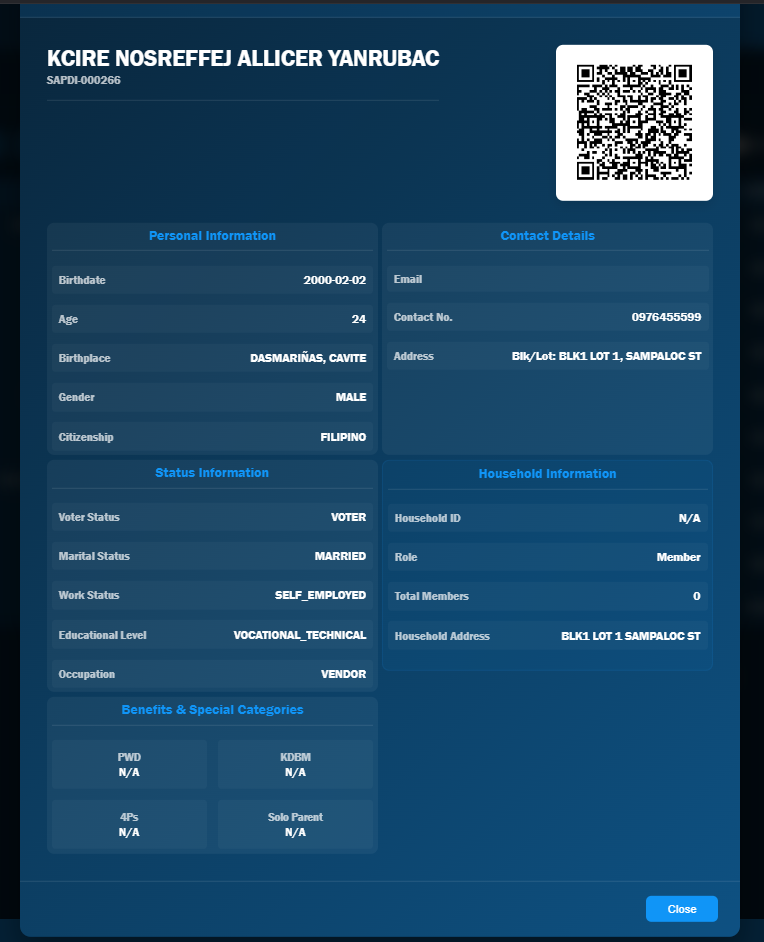 KCIRE NOSREFFEJ ALLICER YANRUBAC
SAPDI-000266
Personal Information
Birthdate 2000-02-02
Age 24
Birthplace DASMARIÑAS, CAVITE
Gender MALE
Citizenship FILIPINO
Contact Details
Email
Contact No. 0976455599
Address Blk/Lot: BLK1 LOT 1, SAMPALOC ST
Status Information
Voter Status VOTER
Marital Status MARRIED
Work Status SELF_EMPLOYED
Educational Level VOCATIONAL_TECHNICAL
Occupation VENDOR
Household Information
Household ID N/A
Role Member
Total Members 0
Household Address BLK1 LOT 1 SAMPALOC ST
Benefits & Special Categories
PWD
N/A
KDBM
N/A
4Ps
N/A
Solo Parent
N/A
Close